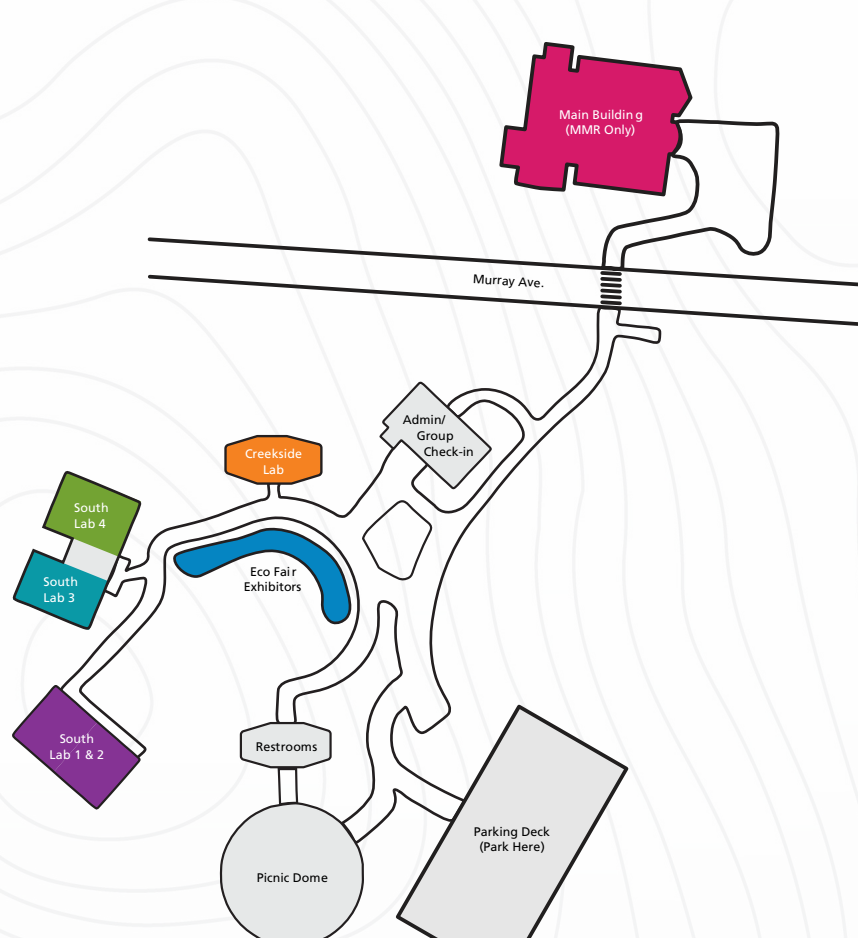 Main Building
(MMR Only)
Murray Ave.
Admin/
Group
Check-in
Creekside
Lab
South
Lab 4
South
Lab 3
Eco Fair
Exhibitors
South
Lab 1 & 2
Restrooms
Parking Deck
(Park Here)
Picnic Dome